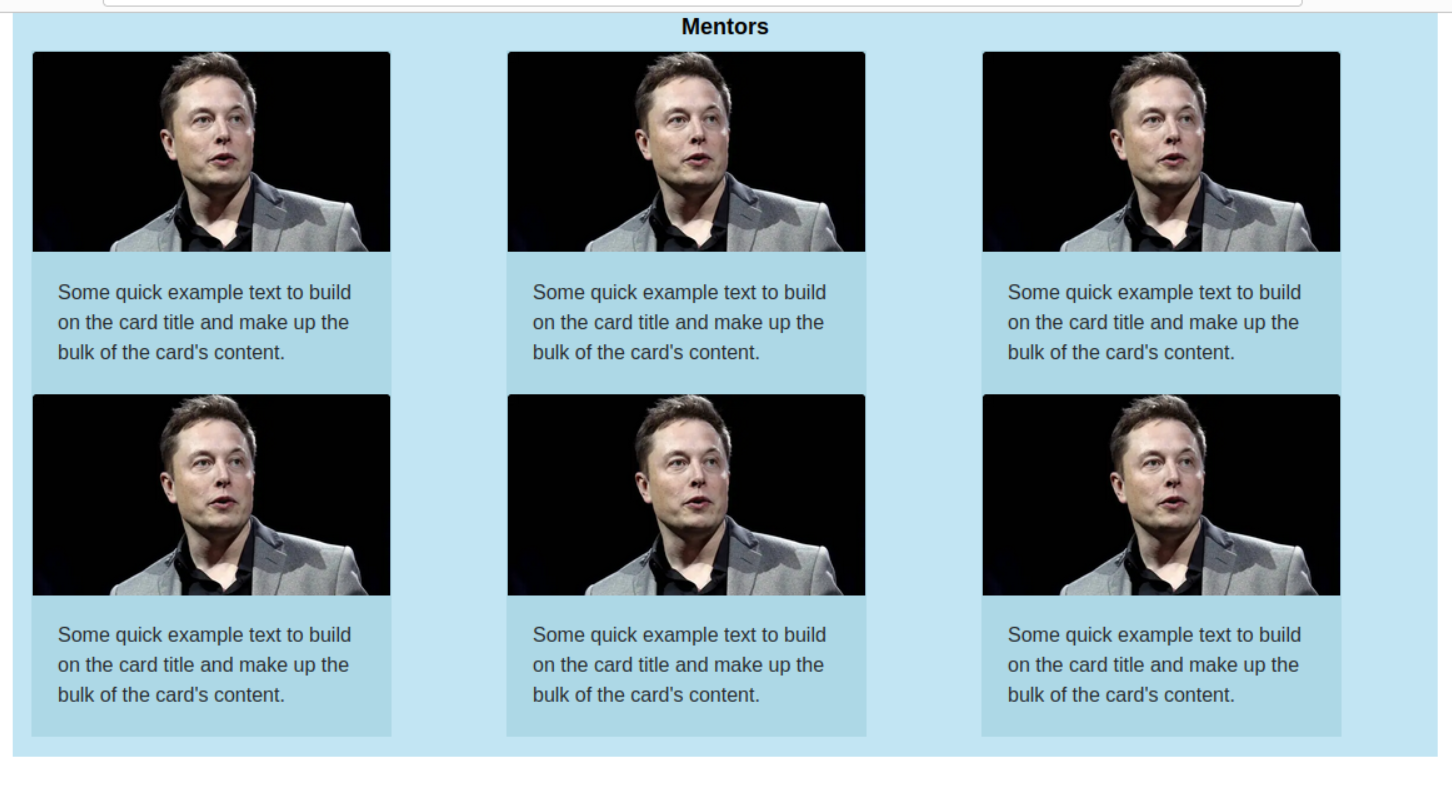 Mentors
Some quick example text to build
on the card title and make up the
bulk of the card's content.
Some quick example text to build
on the card title and make up the
bulk of the card's content.
Some quick example text to build
on the card title and make up the
bulk of the card's content.
Some quick example text to build
on the card title and make up the
bulk of the card's content.
Some quick example text to build
on the card title and make up the
bulk of the card's content.
Some quick example text to build
on the card title and make up the
bulk of the card's content.